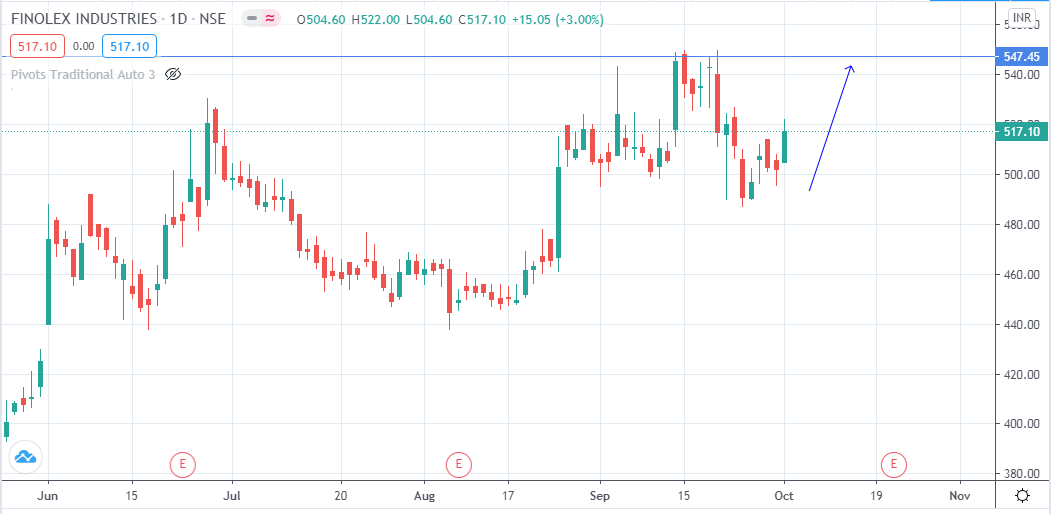 FINOLEX INDUSTRIES · 1D · NSE O504.60 H522.00 L504.60 C517.10 +15.05 (+3.00%)
INR
517.10 0.00 517.10
Pivots Traditional Auto 3
547.45
540.00
517.10
500.00
480.00
460.00
440.00
420.00
400.00
380.00
E E E
Jun 15 Jul 20 Aug 17 Sep 15 Oct 19 Nov